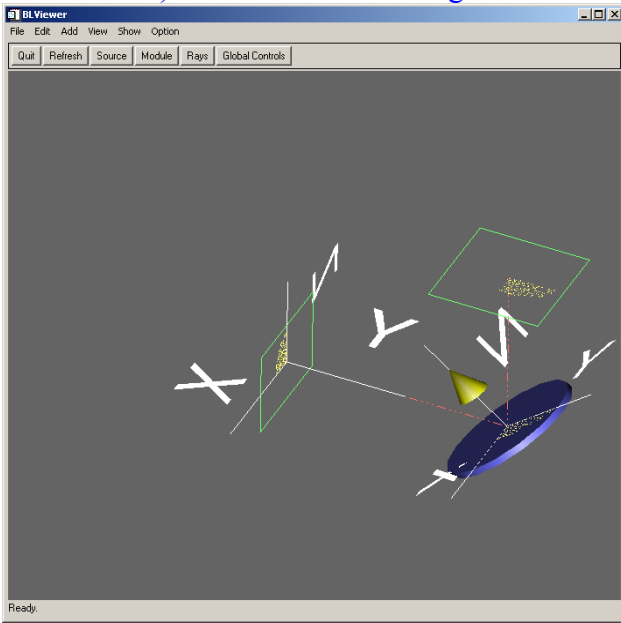 BLViewer
File Edit Add View Show Option
Quit Refresh Source Module Rays Global Controls
Z
Y
Z
Y
X
X
Ready.